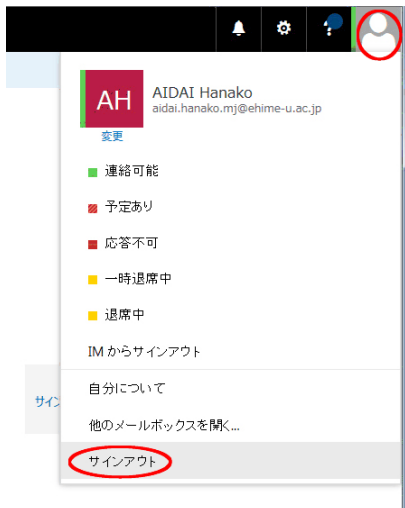 ?
AH
AIDAI Hanako
aidai.hanako.mj@ehime-u.ac.jp
変更
連絡可能
予定あり
応答不可
一時退席中
退席中
IM からサインアウト
自分について
サイン
他のメールボックスを開く...
サインアウト